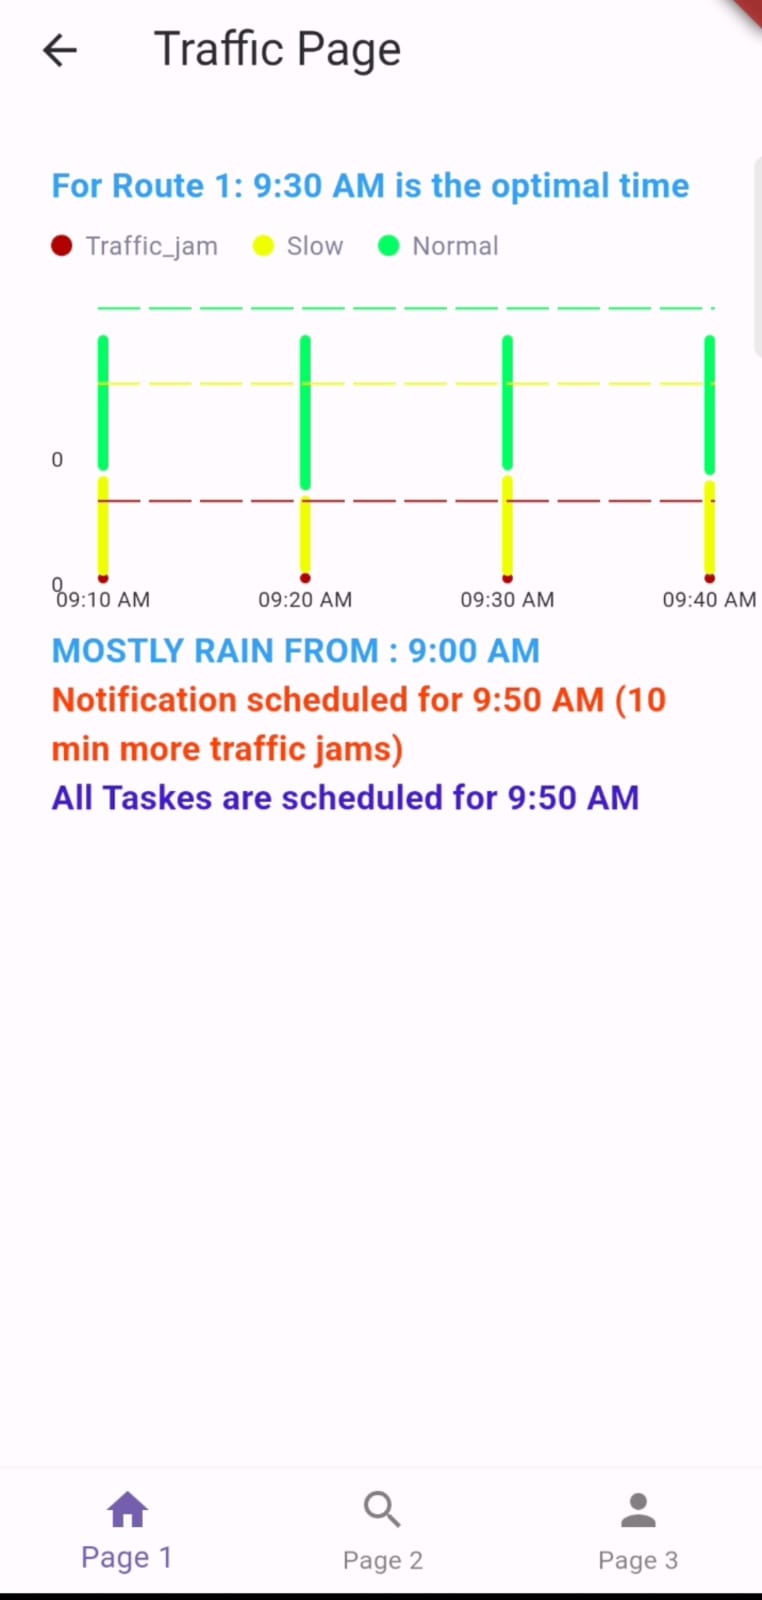 Traffic Page
For Route 1: 9:30 AM is the optimal time
Traffic_jam Slow Normal
0
0
09:10 AM 09:20 AM 09:30 AM 09:40 AM
MOSTLY RAIN FROM : 9:00 AM
Notification scheduled for 9:50 AM (10
min more traffic jams)
All Taskes are scheduled for 9:50 AM
Page 1 Page 2 Page 3